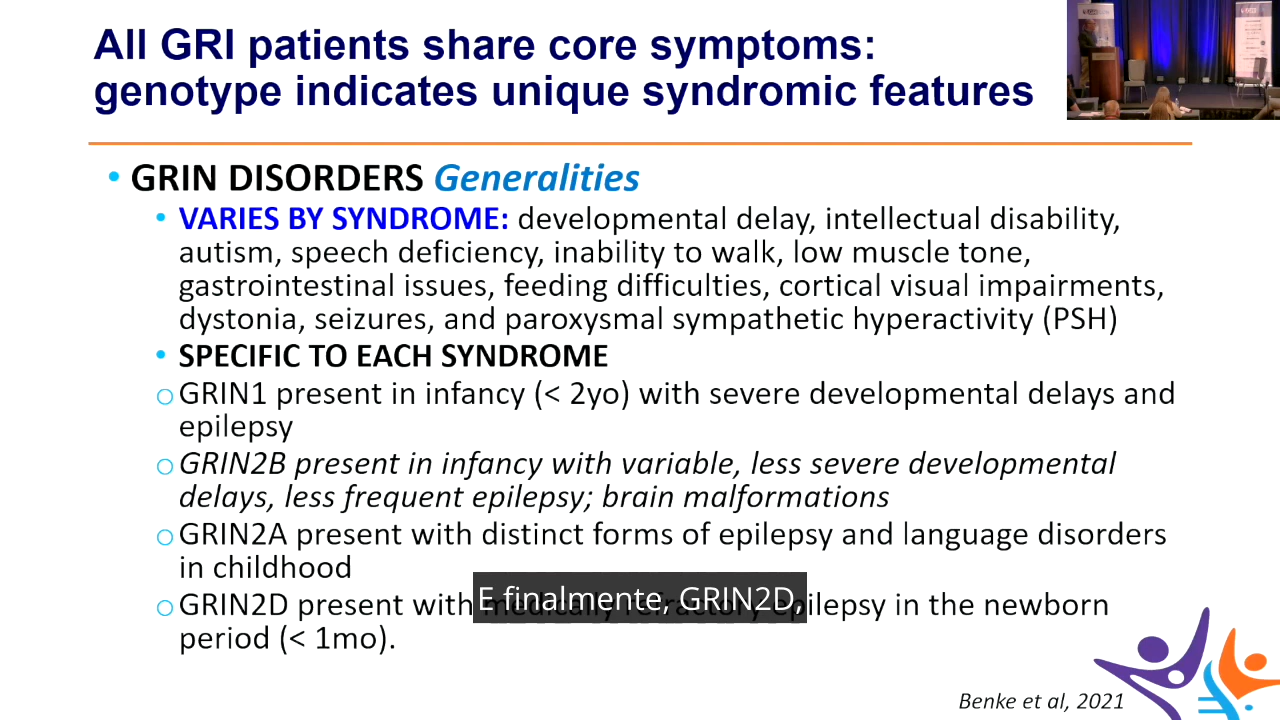 All GRI patients share core symptoms:
genotype indicates unique syndromic features
• GRIN DISORDERS Generalities
• VARIES BY SYNDROME: developmental delay, intellectual disability,
autism, speech deficiency, inability to walk, low muscle tone,
gastrointestinal issues, feeding difficulties, cortical visual impairments,
dystonia, seizures, and paroxysmal sympathetic hyperactivity (PSH)
• SPECIFIC TO EACH SYNDROME
○ GRIN1 present in infancy (< 2yo) with severe developmental delays and
epilepsy
○ GRIN2B present in infancy with variable, less severe developmental
delays, less frequent epilepsy; brain malformations
○ GRIN2A present with distinct forms of epilepsy and language disorders
in childhood
○ GRIN2D present with medically refractory epilepsy in the newborn
period (< 1mo).
E finalmente, GRIN2D,
Benke et al, 2021